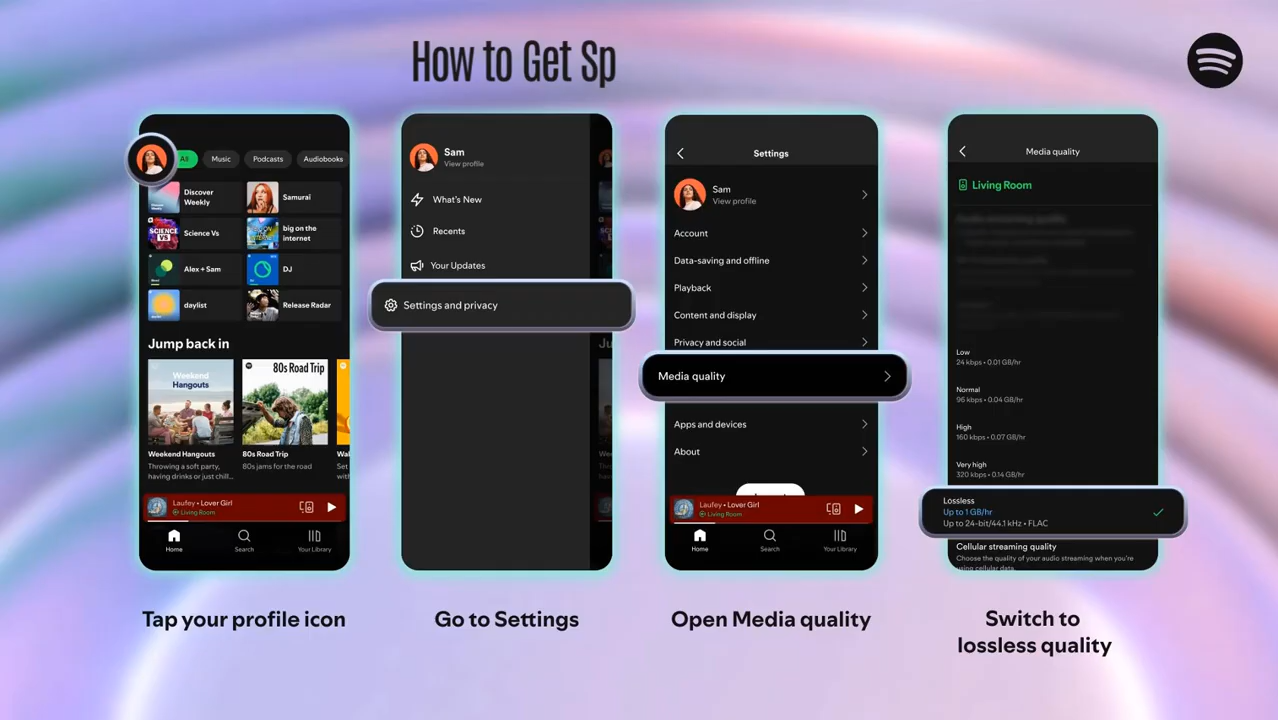 How to Get Sp
All
Music
Podcasts
Audiobooks
Discover
Weekly
Samurai
SCIENCE
VS
Science Vs
big on the
internet
Alex + Sam
DJ
daylist
Release Radar
Jump back in
Weekend
Hangouts
80s Road Trip
Weekend Hangouts
Throwing a soft party,
having drinks or just chill...
80s Road Trip
80s jams for the road
Wal
Set
with
Laufey • Lover Girl
Living Room
Home
Search
Your Library
Tap your profile icon
Sam
View profile
What's New
Recents
Your Updates
Settings and privacy
Ju
Go to Settings
Settings
Sam
View profile
Account
Data-saving and offline
Playback
Content and display
Privacy and social
Media quality
Apps and devices
About
Laufey • Lover Girl
Living Room
Home
Search
Your Library
Open Media quality
Media quality
Living Room
Low
24 kbps • 0.01 GB/hr
Normal
96 kbps • 0.04 GB/hr
High
160 kbps • 0.07 GB/hr
Very high
320 kbps • 0.14 GB/hr
Lossless
Up to 1 GB/hr
Up to 24-bit/44.1 kHz • FLAC
Cellular streaming quality
Choose the quality of your audio streaming when you're
using cellular data.
Switch to
lossless quality